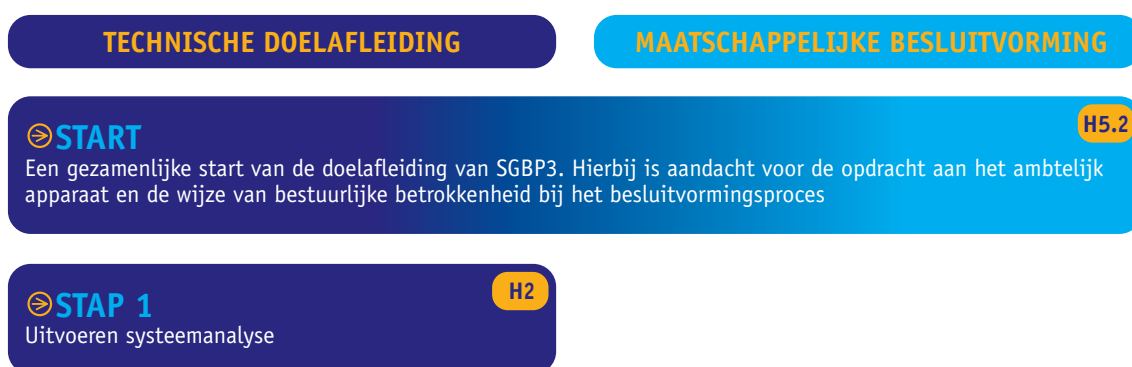 TECHNISCHE DOELAFLEIDING
MAATSCHAPPELIJKE BESLUITVORMING
START
H5.2
Een gezamenlijke start van de doelafleiding van SGBP3. Hierbij is aandacht voor de opdracht aan het ambtelijk
apparaat en de wijze van bestuurlijke betrokkenheid bij het besluitvormingsproces
STAP 1
H2
Uitvoeren systeemanalyse